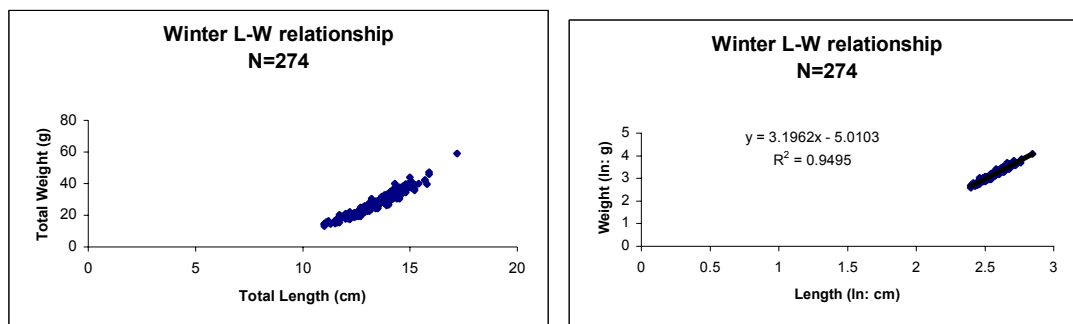 Winter L-W relationship
N=274
Total Weight (g)
80
60
40
20
0
0 5 10 15 20
Total Length (cm)
Winter L-W relationship
N=274
y = 3.1962x - 5.0103
R² = 0.9495
Weight (ln: g)
5
4
3
2
1
0
0 0.5 1 1.5 2 2.5 3
Length (ln: cm)